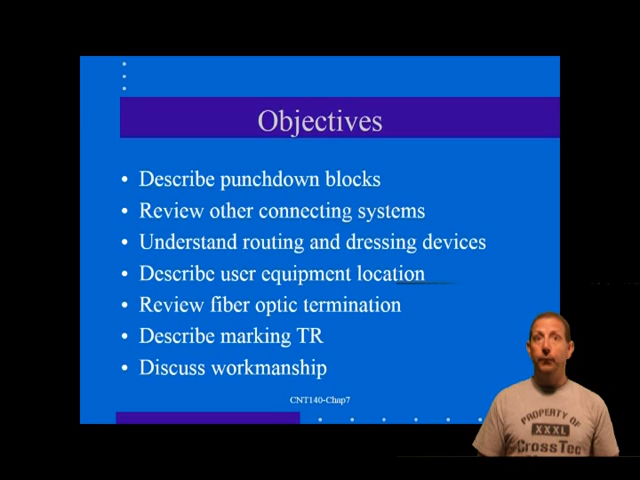 Objectives
• Describe punchdown blocks
• Review other connecting systems
• Understand routing and dressing devices
• Describe user equipment location
• Review fiber optic termination
• Describe marking TR
• Discuss workmanship
CNT140-Chap7
PROPERTY OF
XXXL
CrossTec